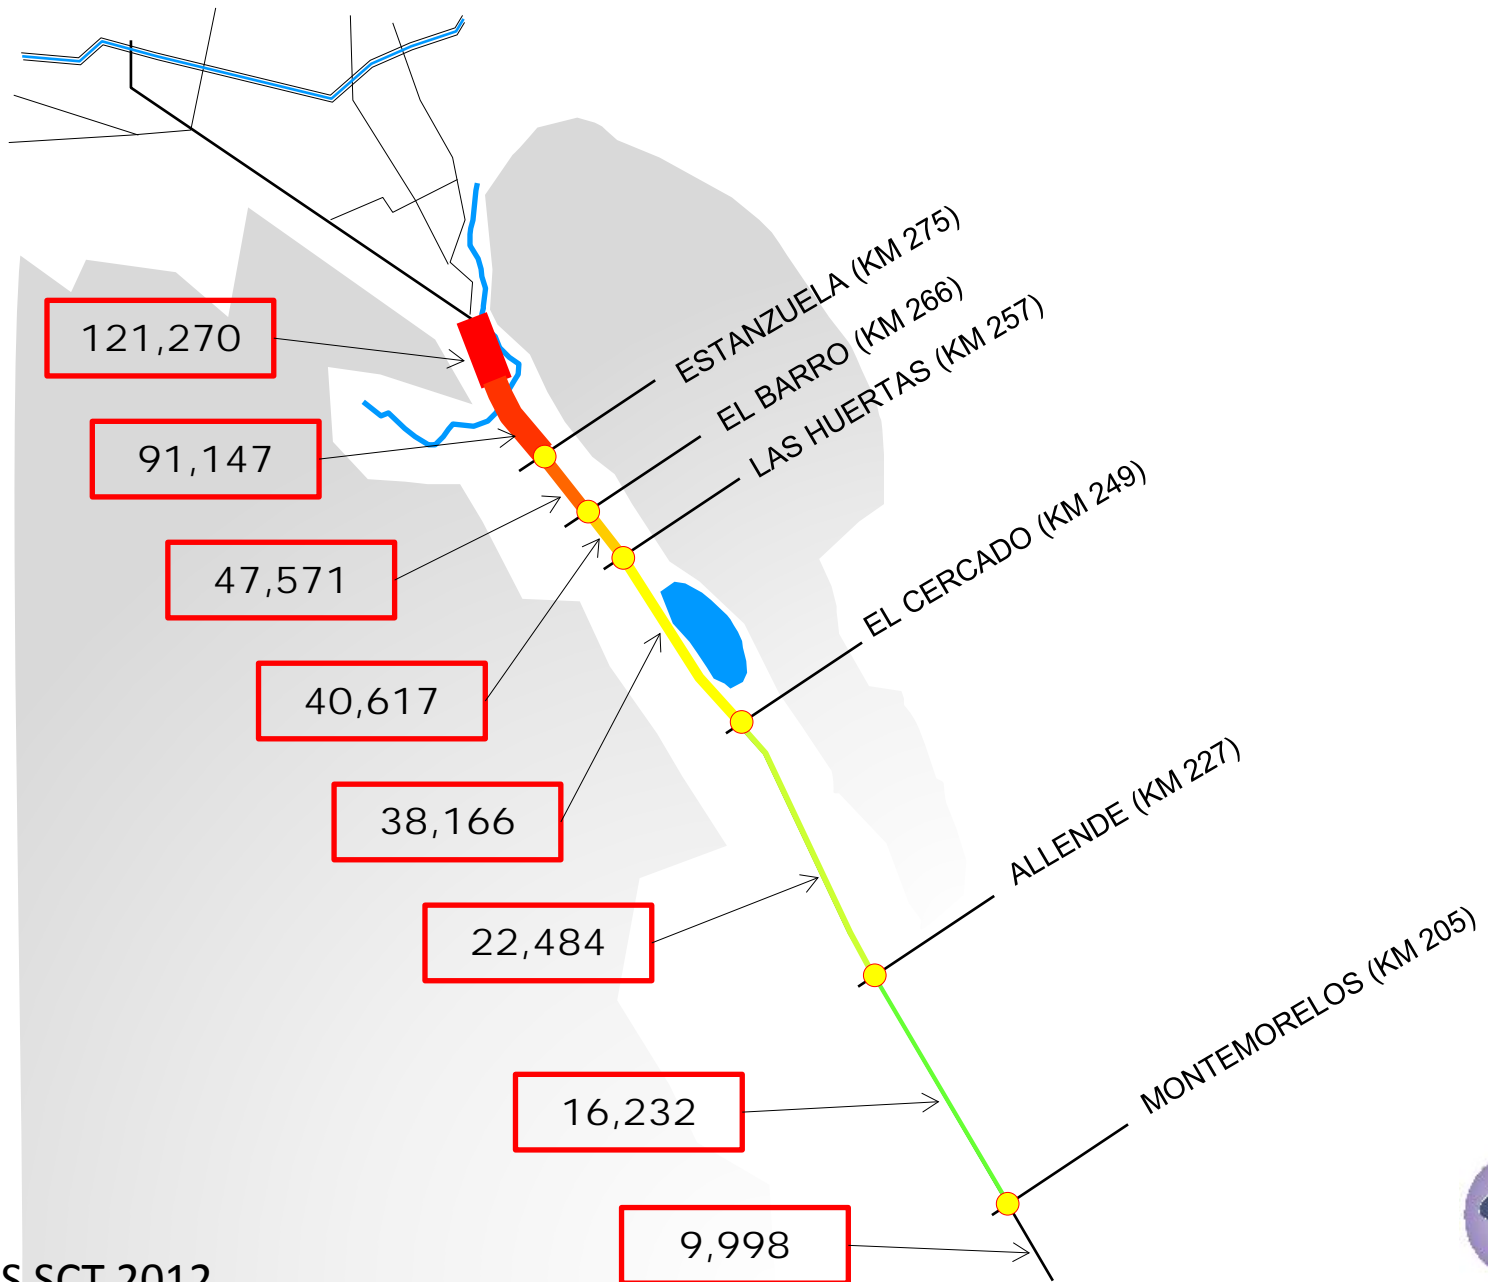 ESTANZUELA (KM 275)
EL BARRO (KM 266)
LAS HUERTAS (KM 257)
121,270
91,147
47,571
EL CERCADO (KM 249)
40,617
38,166
ALLENDE (KM 227)
22,484
MONTEMORELOS (KM 205)
16,232
9,998
S SCT 2012